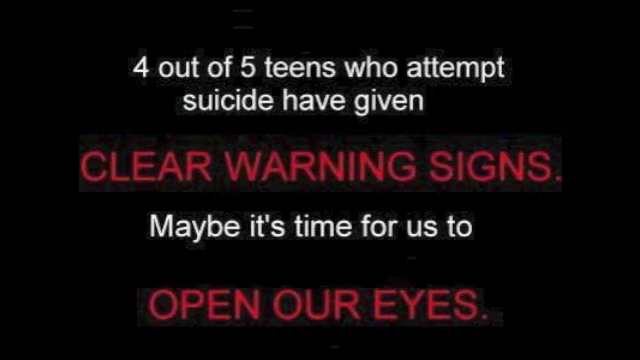 4 out of 5 teens who attempt
suicide have given
CLEAR WARNING SIGNS.
Maybe it's time for us to
OPEN OUR EYES.